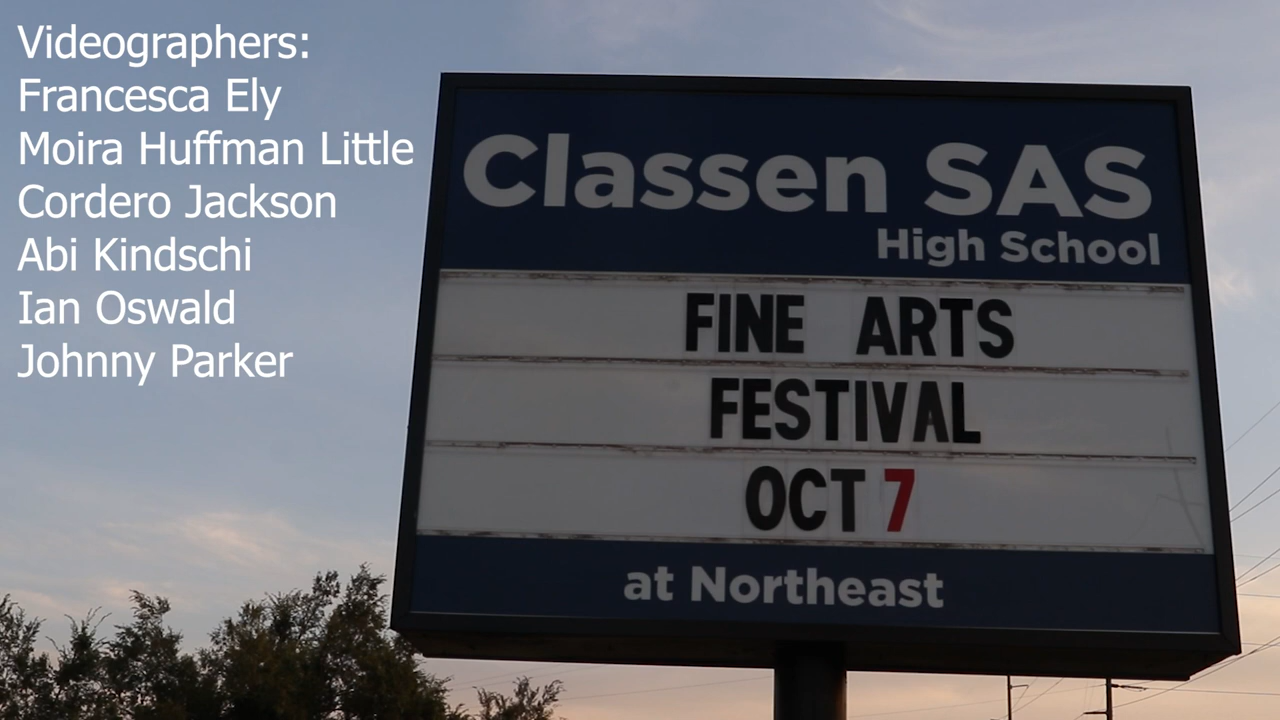 Videographers:
Francesca Ely
Moira Huffman Little
Cordero Jackson
Abi Kindschi
Ian Oswald
Johnny Parker
Classen SAS
High School
FINE ARTS
FESTIVAL
OCT 7
at Northeast